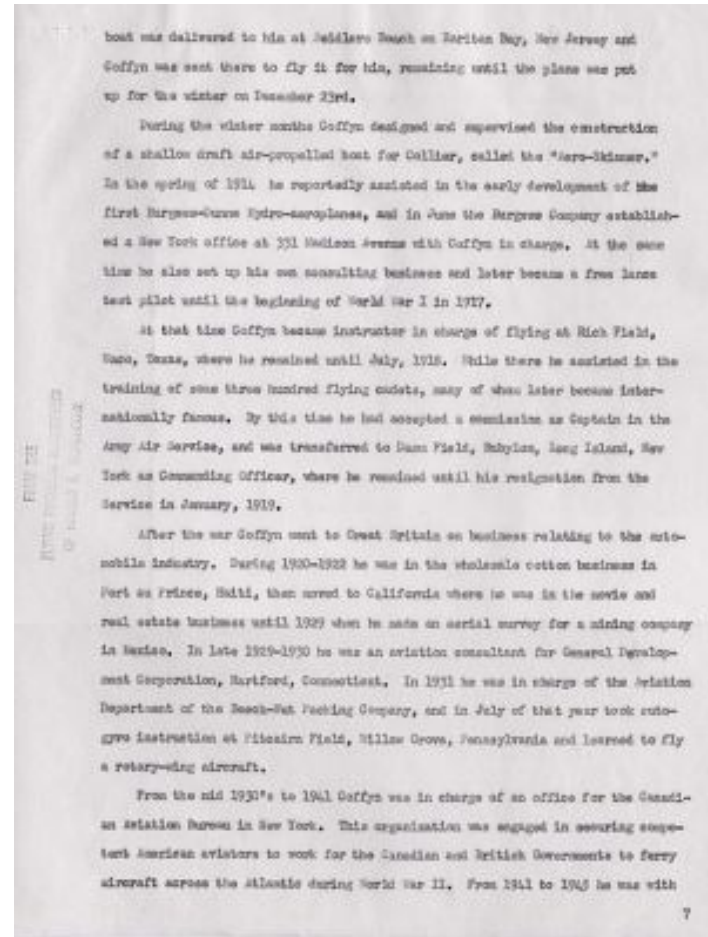 boat was delivered to him at Seidlers Beach on Raritan Bay, New Jersey and
Coffyn was sent there to fly it for him, remaining until the plane was put
up for the winter on December 23rd.
During the winter months Coffyn designed and supervised the construction
of a shallow draft air-propelled boat for Collier, called the "Aero-Skimmer."
In the spring of 1914 he reportedly assisted in the early development of the
first Burgess-Dunne Hydro-aeroplanes, and in June the Burgess Company establish-
ed a New York office at 331 Madison Avenue with Coffyn in charge. At the same
time he also set up his own consulting business and later became a free lance
test pilot until the beginning of World War I in 1917.
At that time Coffyn became instructor in charge of flying at Rich Field,
Waco, Texas, where he remained until July, 1918. While there he assisted in the
training of some three hundred flying cadets, many of whom later became inter-
nationally famous. By this time he had accepted a commission as Captain in the
Army Air Service, and was transferred to Damm Field, Babylon, Long Island, New
York as Commanding Officer, where he remained until his resignation from the
Service in January, 1919.
After the war Coffyn went to Great Britain on business relating to the auto-
mobile industry. During 1920-1922 he was in the wholesale cotton business in
Port au Prince, Haiti, then moved to California where he was in the movie and
real estate business until 1929 when he made an aerial survey for a mining company
in Mexico. In late 1929-1930 he was an aviation consultant for General Develop-
ment Corporation, Hartford, Connecticut. In 1931 he was in charge of the Aviation
Department of the Beech-Nut Packing Company, and in July of that year took auto-
gyro instruction at Pitcairn Field, Willow Grove, Pennsylvania and learned to fly
a rotary-wing aircraft.
From the mid 1930's to 1941 Coffyn was in charge of an office for the Canadi-
an Aviation Bureau in New York. This organization was engaged in securing compe-
tent American aviators to work for the Canadian and British Governments to ferry
aircraft across the Atlantic during World War II. From 1941 to 1945 he was with
7
FROM THE